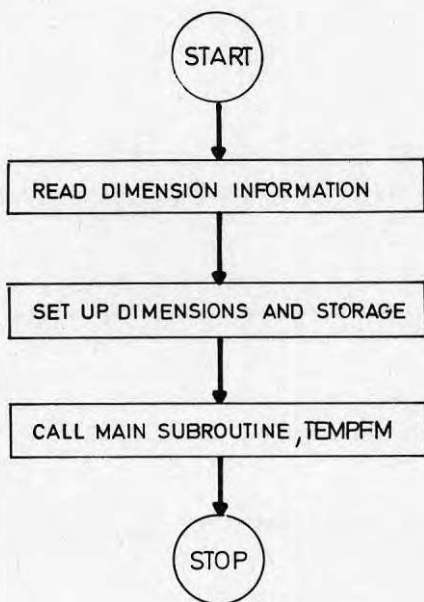 START
READ DIMENSION INFORMATION
SET UP DIMENSIONS AND STORAGE
CALL MAIN SUBROUTINE, TEMPFM
STOP